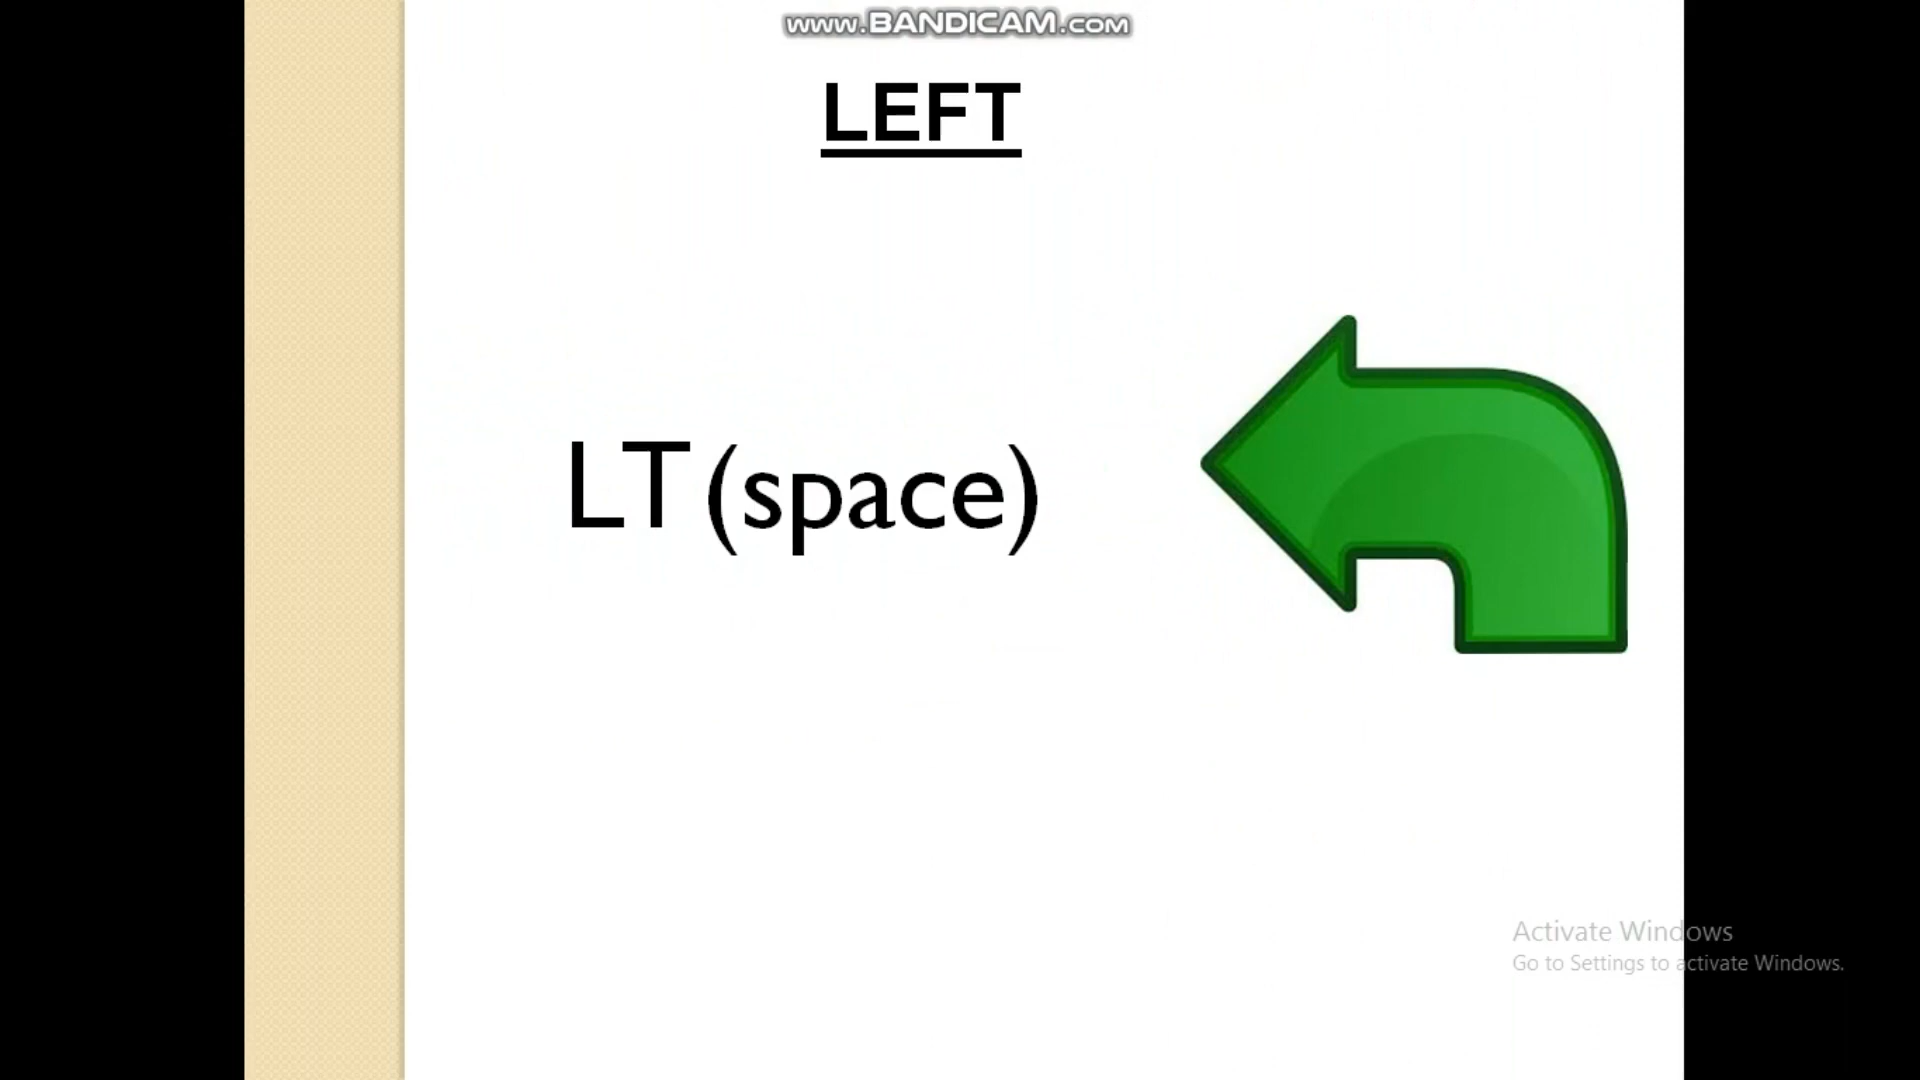 www.BANDICAM.com
LEFT
LT (space)
Activate Windows
Go to Settings to activate Windows.